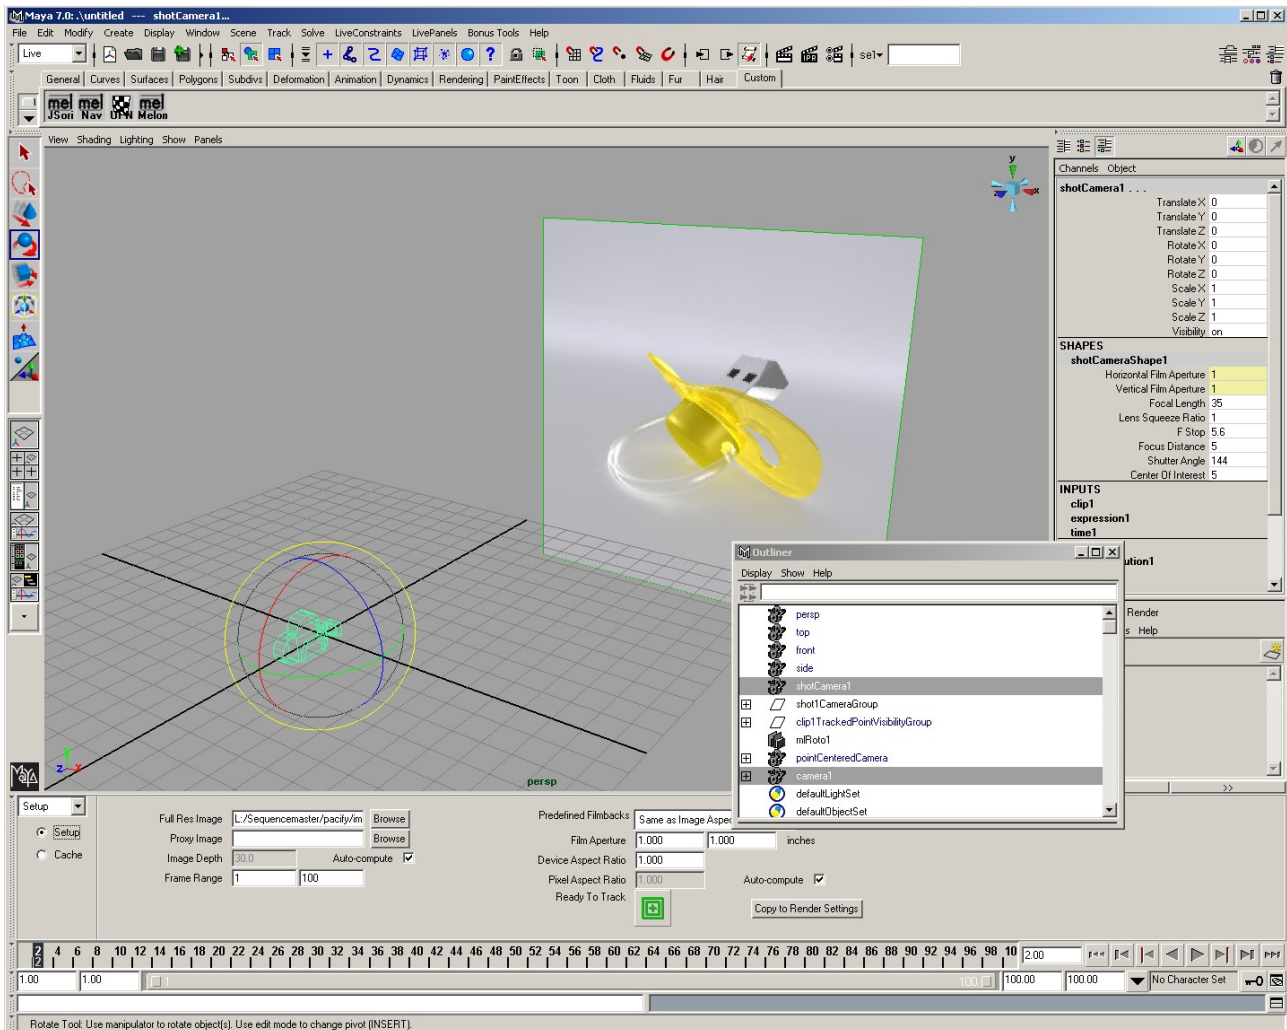 Maya 7.0: .\untitled --- shotCamera1...
File Edit Modify Create Display Window Scene Track Solve LiveConstraints LivePanels Bonus Tools Help
Live sel
General Curves Surfaces Polygons Subdivs Deformation Animation Dynamics Rendering PaintEffects Toon Cloth Fluids Fur Hair Custom
mel mel mel
JSori Nav UPN Melon
View Shading Lighting Show Panels
y
z x
Channels Object
shotCamera1 . . .
Translate X 0
Translate Y 0
Translate Z 0
Rotate X 0
Rotate Y 0
Rotate Z 0
Scale X 1
Scale Y 1
Scale Z 1
Visibility on
SHAPES
shotCameraShape1
Horizontal Film Aperture 1
Vertical Film Aperture 1
Focal Length 35
Lens Squeeze Ratio 1
F Stop 5.6
Focus Distance 5
Shutter Angle 144
Center Of Interest 5
INPUTS
clip1
expression1
time1
ution1
Render
s Help
>>
Outliner
Display Show Help
persp
top
front
side
shotCamera1
shot1CameraGroup
clip1TrackedPointVisibilityGroup
mlRoto1
pointCenteredCamera
camera1
defaultLightSet
defaultObjectSet
y
z x
persp
MAYA
Setup
Setup
Cache
Full Res Image L:/Sequencemaster/pacify/im Browse
Proxy Image Browse
Image Depth 30.0 Auto-compute
Frame Range 1 100
Predefined Filmbacks Same as Image Aspec
Film Aperture 1.000 1.000 inches
Device Aspect Ratio 1.000
Pixel Aspect Ratio 1.000 Auto-compute
Ready To Track
Copy to Render Settings
2 4 6 8 10 12 14 16 18 20 22 24 26 28 30 32 34 36 38 40 42 44 46 48 50 52 54 56 58 60 62 64 66 68 70 72 74 76 78 80 82 84 86 88 90 92 94 96 98 10 2.00
2
1.00 1.00 1 100 100.00 100.00 No Character Set
Rotate Tool: Use manipulator to rotate object(s). Use edit mode to change pivot (INSERT).